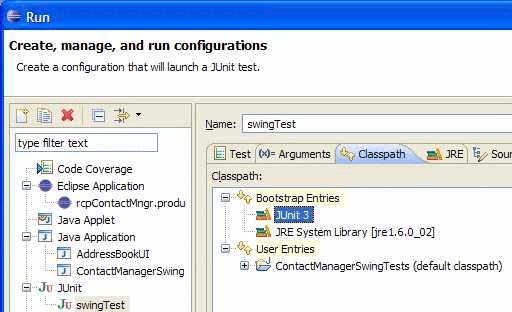 Run
Create, manage, and run configurations
Create a configuration that will launch a JUnit test.
type filter text
Code Coverage
Eclipse Application
rcpContactMngr.produ
Java Applet
Java Application
AddressBookUI
ContactManagerSwing
JU JUnit
JU swingTest
Name: swingTest
Test (x)= Arguments Classpath JRE Sour
Classpath:
Bootstrap Entries
JUnit 3
JRE System Library [jre1.6.0_02]
User Entries
ContactManagerSwingTests (default classpath)